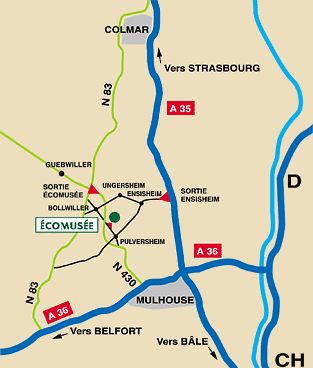 COLMAR
Vers STRASBOURG
N 83
A 35
GUEBWILLER
SORTIE
ÉCOMUSÉE
UNGERSHEIM
ENSISHEIM
SORTIE
ENSISHEIM
D
BOLLWILLER
ÉCOMUSÉE
PULVERSHEIM
A 36
N 83
N 430
MULHOUSE
A 36
Vers BELFORT
Vers BÂLE
CH